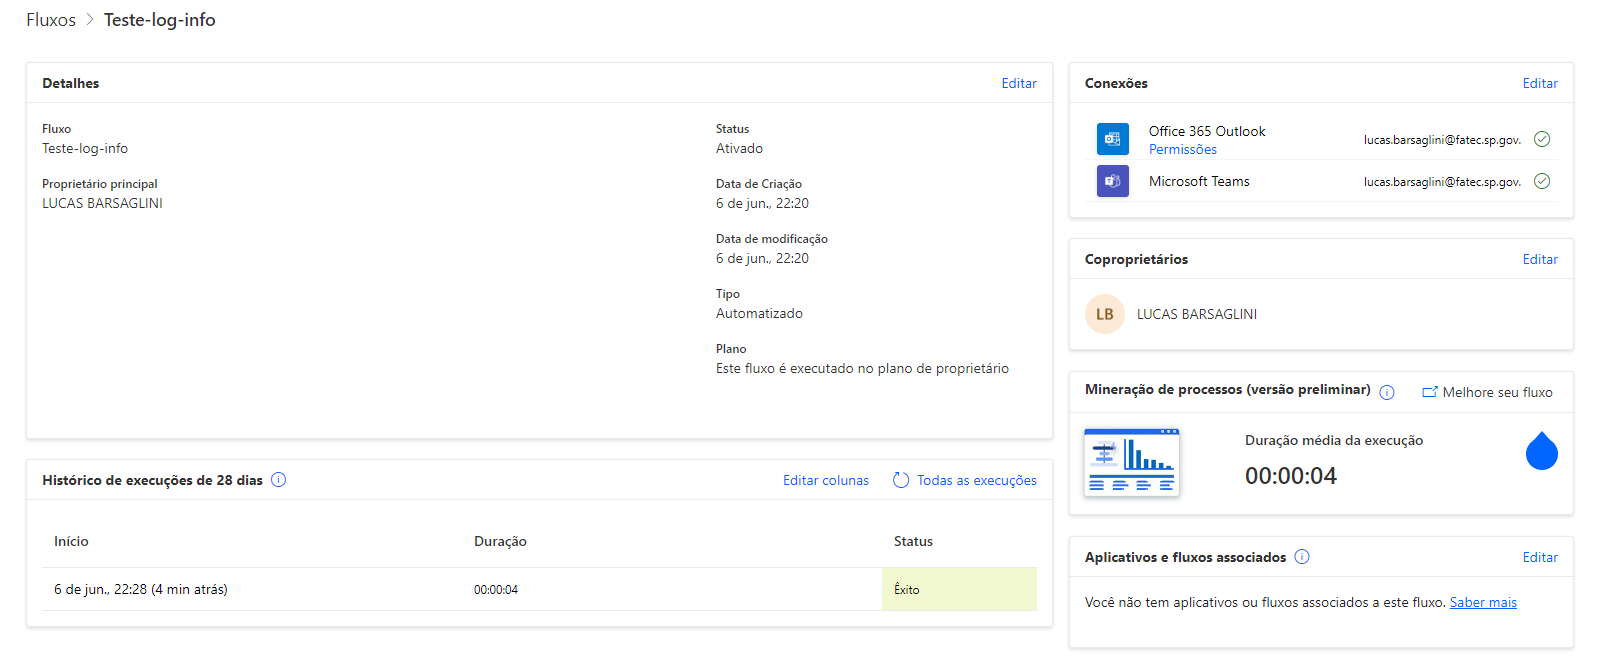 Fluxos > Teste-log-info
Detalhes
Editar
Fluxo
Teste-log-info
Proprietário principal
LUCAS BARSAGLINI
Status
Ativado
Data de Criação
6 de jun., 22:20
Data de modificação
6 de jun., 22:20
Tipo
Automatizado
Plano
Este fluxo é executado no plano de proprietário
Histórico de execuções de 28 dias
Editar colunas
Todas as execuções
Início Duração Status
6 de jun., 22:28 (4 min atrás) 00:00:04 Êxito
Conexões
Editar
Office 365 Outlook
Permissões
lucas.barsaglini@fatec.sp.gov.
Microsoft Teams
lucas.barsaglini@fatec.sp.gov.
Coproprietários
Editar
LB
LUCAS BARSAGLINI
Mineração de processos (versão preliminar)
Melhore seu fluxo
Duração média da execução
00:00:04
Aplicativos e fluxos associados
Editar
Você não tem aplicativos ou fluxos associados a este fluxo. Saber mais